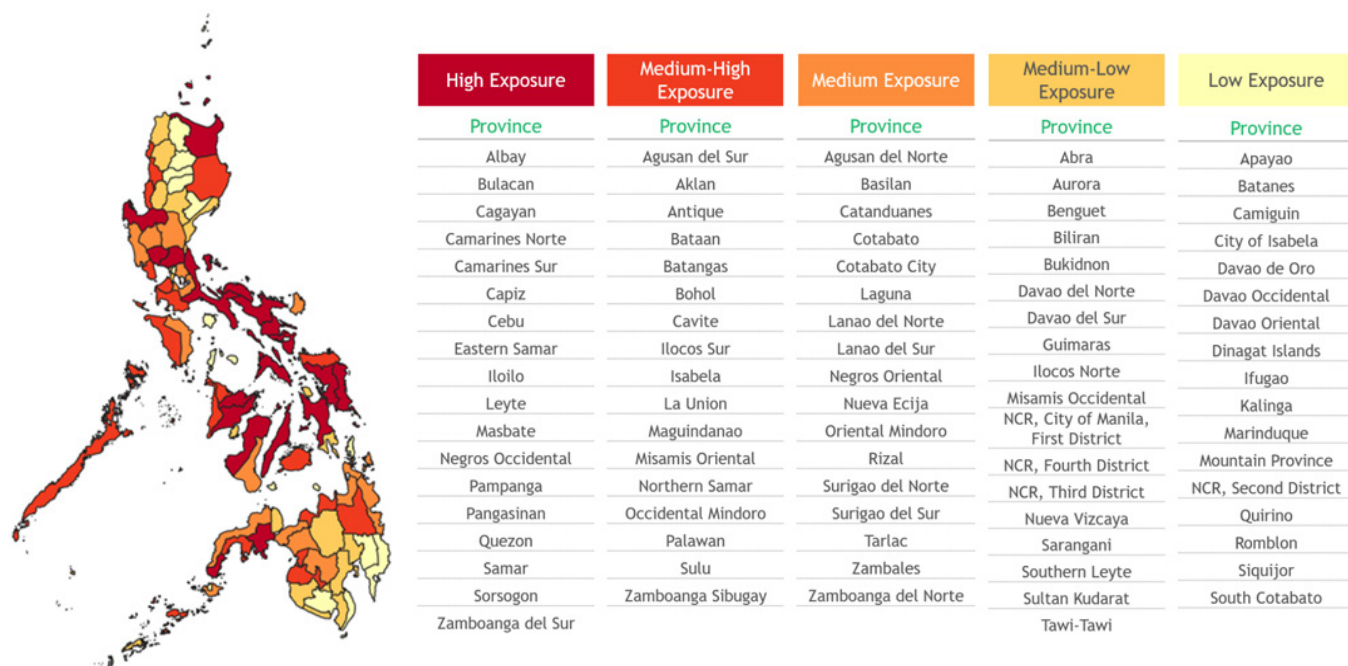 High Exposure
Province
Albay
Bulacan
Cagayan
Camarines Norte
Camarines Sur
Capiz
Cebu
Eastern Samar
Iloilo
Leyte
Masbate
Negros Occidental
Pampanga
Pangasinan
Quezon
Samar
Sorsogon
Zamboanga del Sur
Medium-High
Exposure
Province
Agusan del Sur
Aklan
Antique
Bataan
Batangas
Bohol
Cavite
Ilocos Sur
Isabela
La Union
Maguindanao
Misamis Oriental
Northern Samar
Occidental Mindoro
Palawan
Sulu
Zamboanga Sibugay
Medium Exposure
Province
Agusan del Norte
Basilan
Catanduanes
Cotabato
Cotabato City
Laguna
Lanao del Norte
Lanao del Sur
Negros Oriental
Nueva Ecija
Oriental Mindoro
Rizal
Surigao del Norte
Surigao del Sur
Tarlac
Zambales
Zamboanga del Norte
Medium-Low
Exposure
Province
Abra
Aurora
Benguet
Biliran
Bukidnon
Davao del Norte
Davao del Sur
Guimaras
Ilocos Norte
Misamis Occidental
NCR, City of Manila,
First District
NCR, Fourth District
NCR, Third District
Nueva Vizcaya
Sarangani
Southern Leyte
Sultan Kudarat
Tawi-Tawi
Low Exposure
Province
Apayao
Batanes
Camiguin
City of Isabela
Davao de Oro
Davao Occidental
Davao Oriental
Dinagat Islands
Ifugao
Kalinga
Marinduque
Mountain Province
NCR, Second District
Quirino
Romblon
Siquijor
South Cotabato